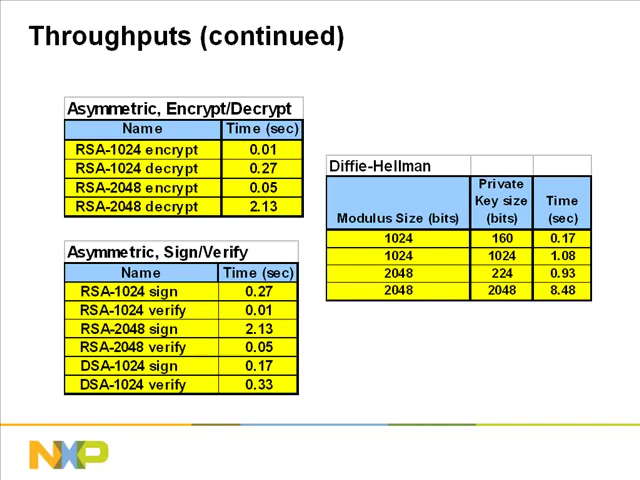 Throughputs (continued)
Asymmetric, Encrypt/Decrypt
Name Time (sec)
RSA-1024 encrypt 0.01
RSA-1024 decrypt 0.27
RSA-2048 encrypt 0.05
RSA-2048 decrypt 2.13
Asymmetric, Sign/Verify
Name Time (sec)
RSA-1024 sign 0.27
RSA-1024 verify 0.01
RSA-2048 sign 2.13
RSA-2048 verify 0.05
DSA-1024 sign 0.17
DSA-1024 verify 0.33
Diffie-Hellman
Private
Key size Time
Modulus Size (bits) (bits) (sec)
1024 160 0.17
1024 1024 1.08
2048 224 0.93
2048 2048 8.48
NXP